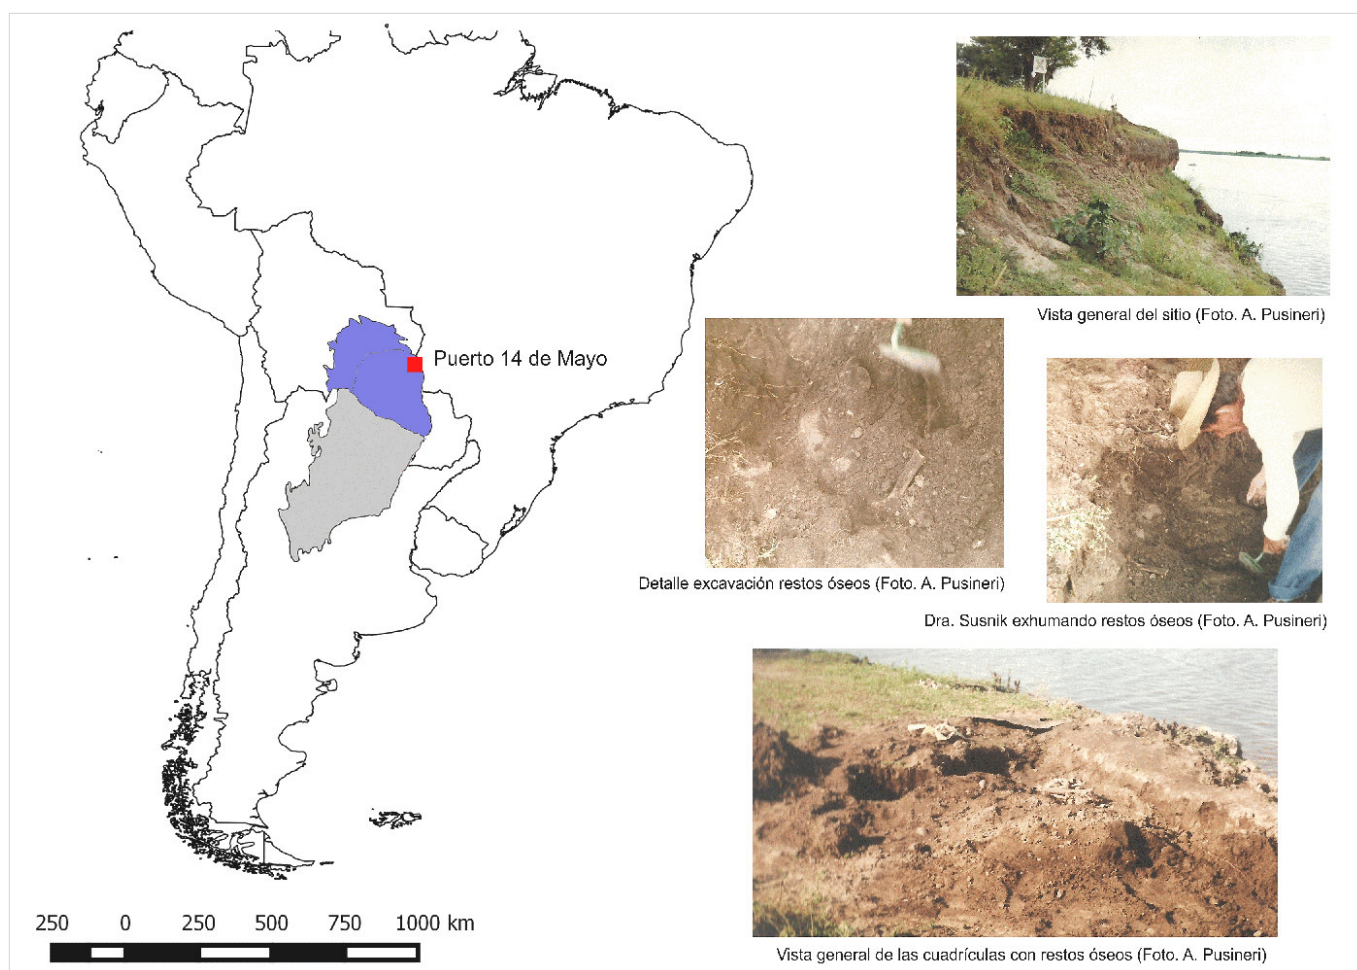 Vista general del sitio (Foto. A. Pusineri)
Puerto 14 de Mayo
Detalle excavación restos óseos (Foto. A. Pusineri)
Dra. Susnik exhumando restos óseos (Foto. A. Pusineri)
250 0 250 500 750 1000 km
Vista general de las cuadrículas con restos óseos (Foto. A. Pusineri)